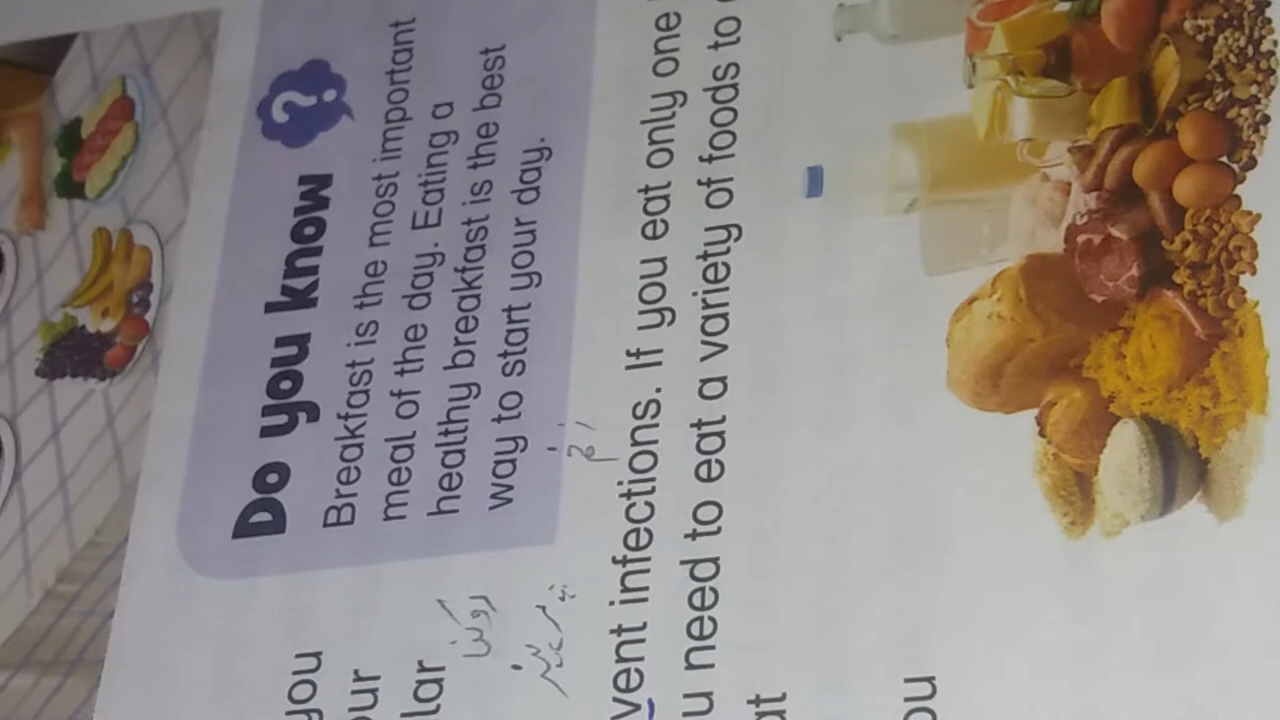 Do you know ?
Breakfast is the most important
meal of the day. Eating a
healthy breakfast is the best
way to start your day.
you
our
lar
روکنا
vent infections. If you eat only one
u need to eat a variety of foods to
at
ou